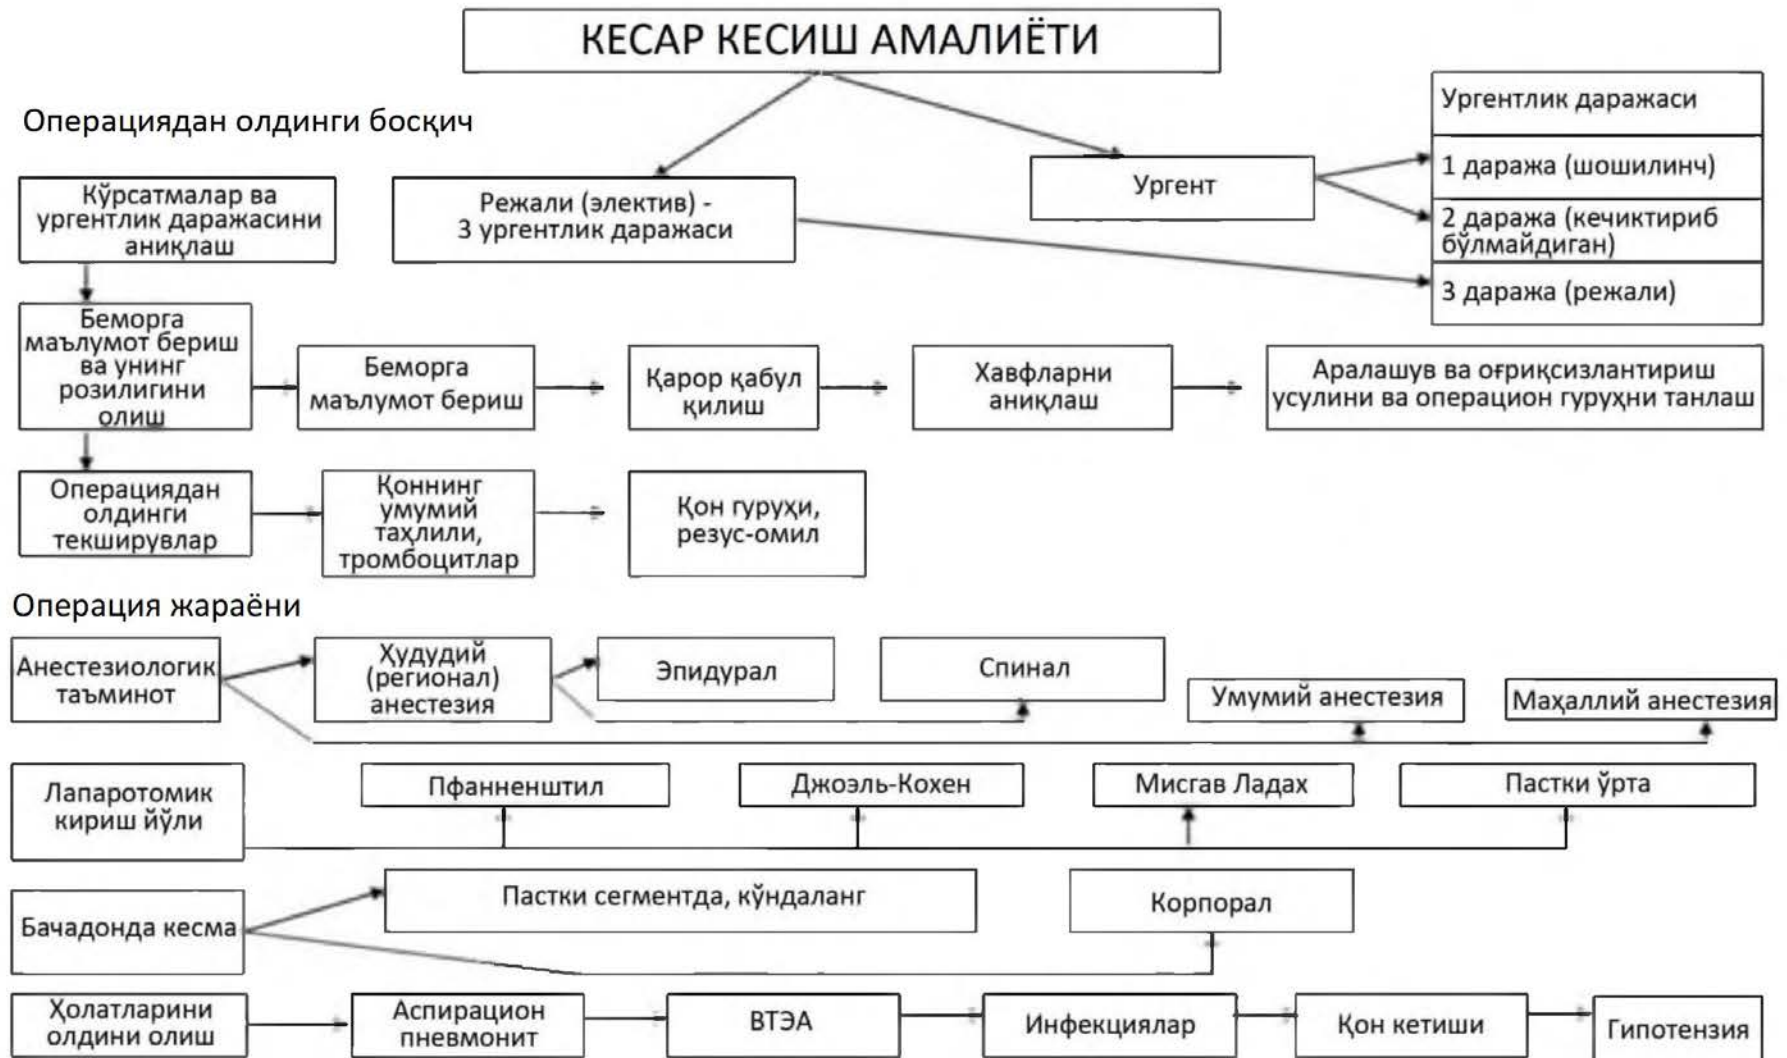 КЕСАР КЕСИШ АМАЛИЁТИ
Операциядан олдинги босқич
Ургентлик даражаси
1 даража (шошилинч)
2 даража (кечиктириб
бўлмайдиган)
3 даража (режали)
Ургент
Режали (электив) -
3 ургентлик даражаси
Кўрсатмалар ва
ургентлик даражасини
аниқлаш
Беморга
маълумот бериш
ва унинг
розилигини
олиш
Беморга
маълумот бериш
Қарор қабул
қилиш
Хавфларни
аниқлаш
Аралашув ва оғриқсизлантириш
усулини ва операцион гуруҳни танлаш
Операциядан
олдинги
текширувлар
Қоннинг
умумий
таҳлили,
тромбоцитлар
Қон гуруҳи,
резус-омил
Операция жараёни
Анестезиологик
таъминот
Ҳудудий
(регионал)
анестезия
Эпидурал
Спинал
Умумий анестезия
Маҳаллий анестезия
Лапаротомик
кириш йўли
Пфанненштил
Джоэль-Кохен
Мисгав Ладах
Пастки ўрта
Бачадонда кесма
Пастки сегментда, кўндаланг
Корпорал
Ҳолатларини
олдини олиш
Аспирацион
пневмонит
ВТЭА
Инфекциялар
Қон кетиши
Гипотензия